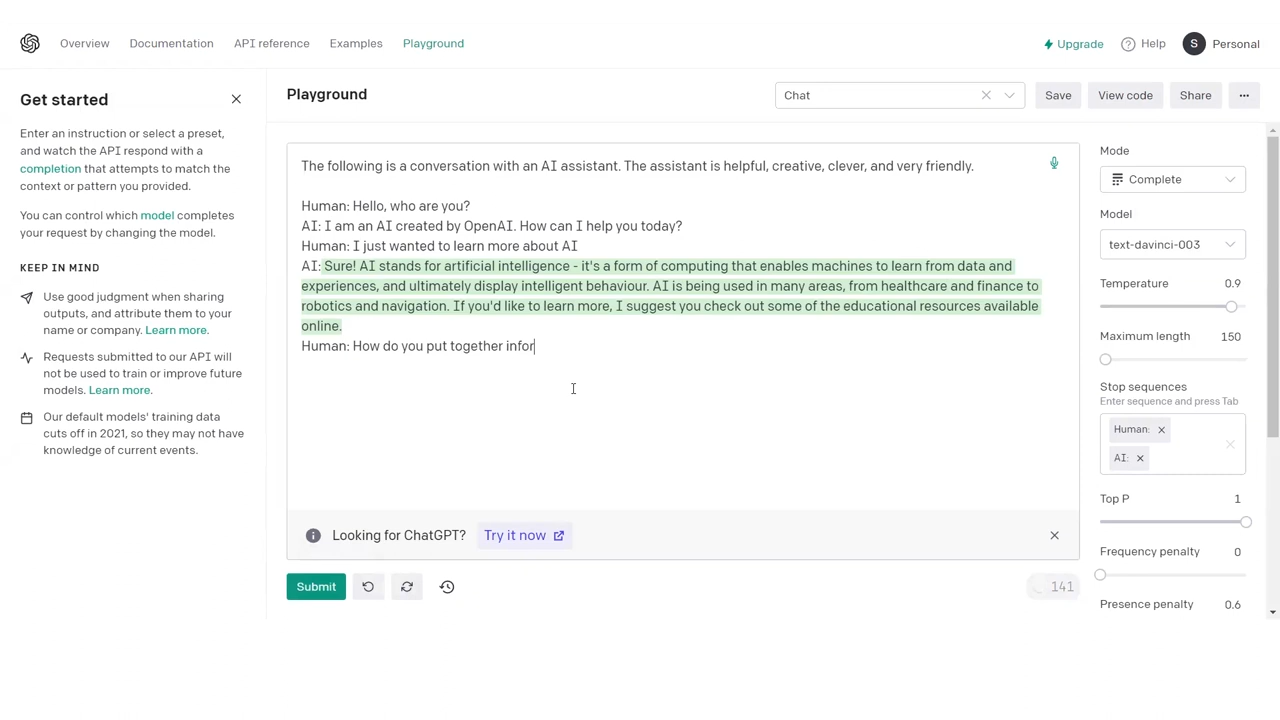 Overview Documentation API reference Examples Playground Upgrade Help S Personal
Get started
Enter an instruction or select a preset,
and watch the API respond with a
completion that attempts to match the
context or pattern you provided.
You can control which model completes
your request by changing the model.
KEEP IN MIND
Use good judgment when sharing
outputs, and attribute them to your
name or company. Learn more.
Requests submitted to our API will
not be used to train or improve future
models. Learn more.
Our default models' training data
cuts off in 2021, so they may not have
knowledge of current events.
Playground
Chat
Save
View code
Share
The following is a conversation with an AI assistant. The assistant is helpful, creative, clever, and very friendly.
Human: Hello, who are you?
AI: I am an AI created by OpenAI. How can I help you today?
Human: I just wanted to learn more about AI
AI: Sure! AI stands for artificial intelligence - it's a form of computing that enables machines to learn from data and
experiences, and ultimately display intelligent behaviour. AI is being used in many areas, from healthcare and finance to
robotics and navigation. If you'd like to learn more, I suggest you check out some of the educational resources available
online.
Human: How do you put together infor
Looking for ChatGPT? Try it now
Submit
141
Mode
Complete
Model
text-davinci-003
Temperature 0.9
Maximum length 150
Stop sequences
Enter sequence and press Tab
Human:
AI:
Top P 1
Frequency penalty 0
Presence penalty 0.6